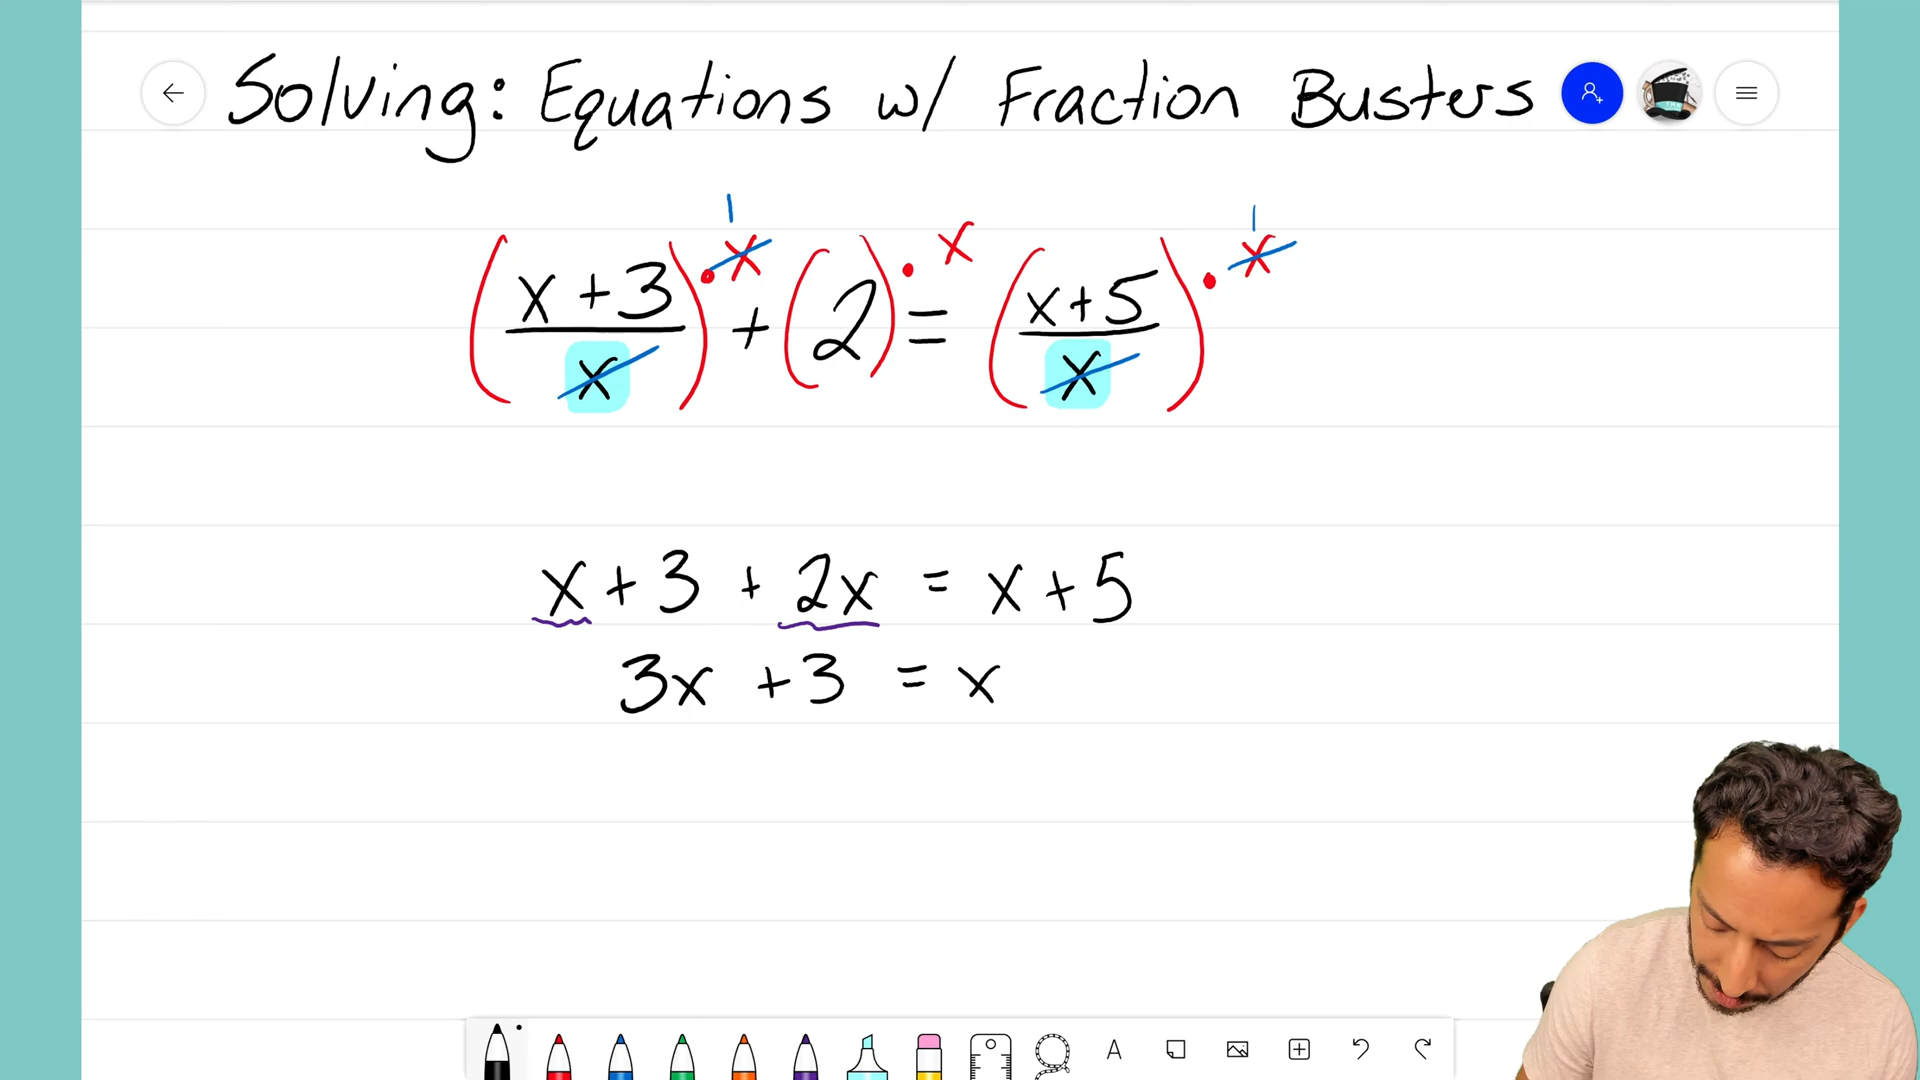 Solving: Equations w/ Fraction Busters
1 1
(x + 3 / x) • x + (2) • x = (x + 5 / x) • x
x + 3 + 2x = x + 5
3x + 3 = x
A